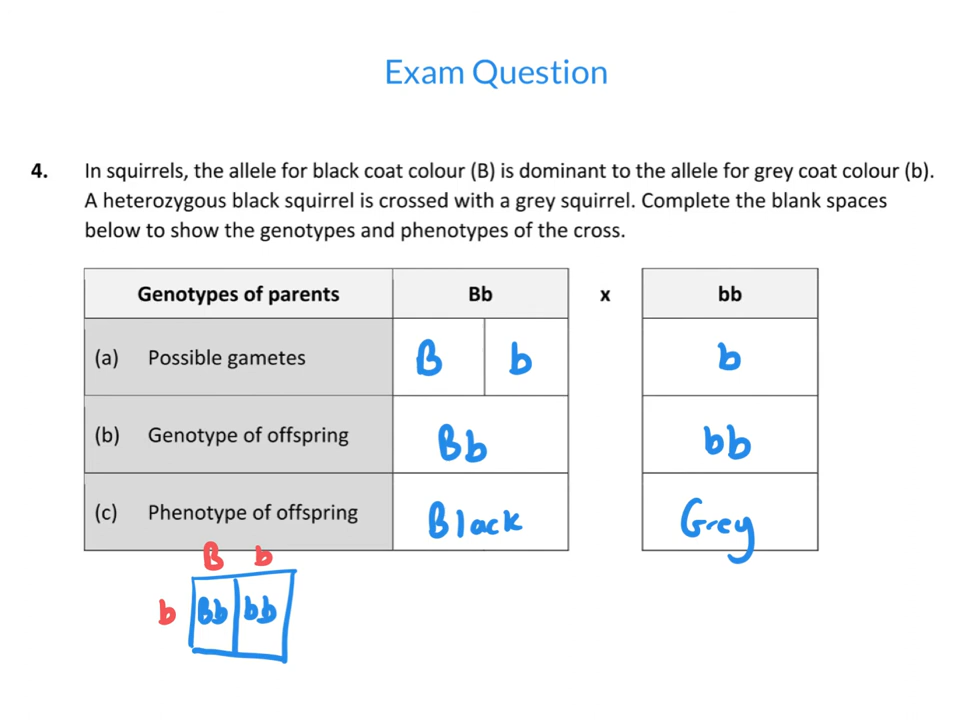 Exam Question
4. In squirrels, the allele for black coat colour (B) is dominant to the allele for grey coat colour (b).
A heterozygous black squirrel is crossed with a grey squirrel. Complete the blank spaces
below to show the genotypes and phenotypes of the cross.
Genotypes of parents Bb x bb
(a) Possible gametes B b b
(b) Genotype of offspring Bb bb
(c) Phenotype of offspring Black Grey
B b
b Bb bb